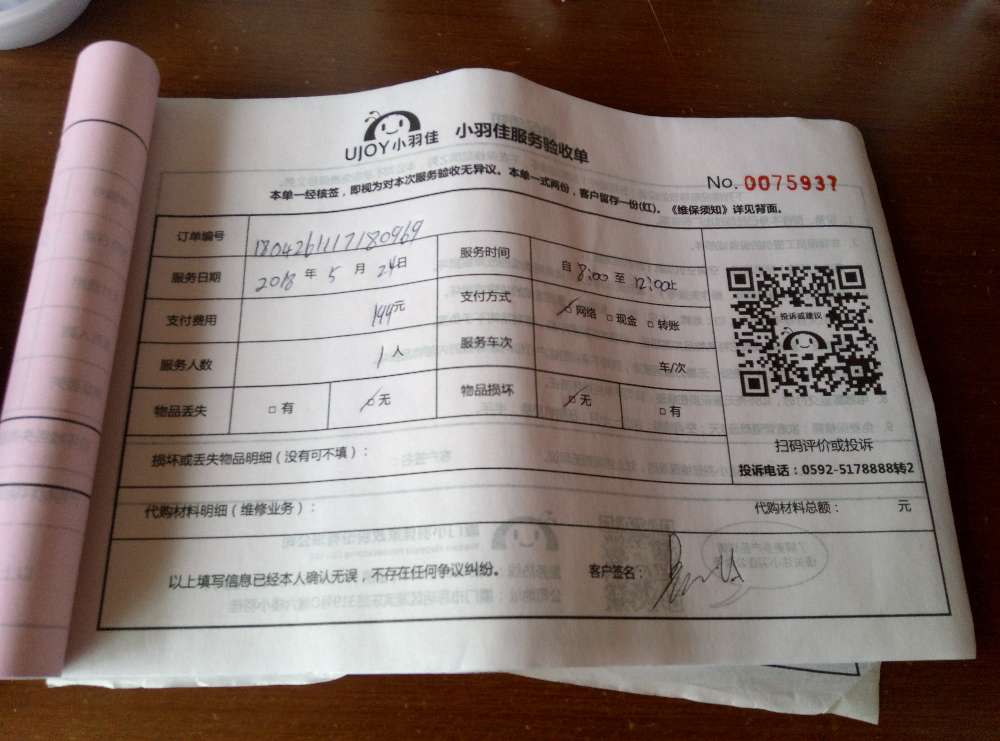 UJOY小羽佳 小羽佳服务验收单
No. 0075937
本单一经核签，即视为对本次服务验收无异议。本单一式两份，客户留存一份(红)。《维保须知》详见背面。
订单编号 1804261117180969 服务时间 自 8:00 至 12:00止
服务日期 2018 年 5 月 24日 支付方式 网络 现金 转账
支付费用 144元 服务车次 车/次
服务人数 1 人
物品丢失 有 无 物品损坏 无 有
投诉或建议
扫码评价或投诉
投诉电话：0592-5178888转2
损坏或丢失物品明细（没有可不填）：
代购材料明细（维修业务）： 代购材料总额： 元
以上填写信息已经本人确认无误，不存在任何争议纠纷。 客户签名：